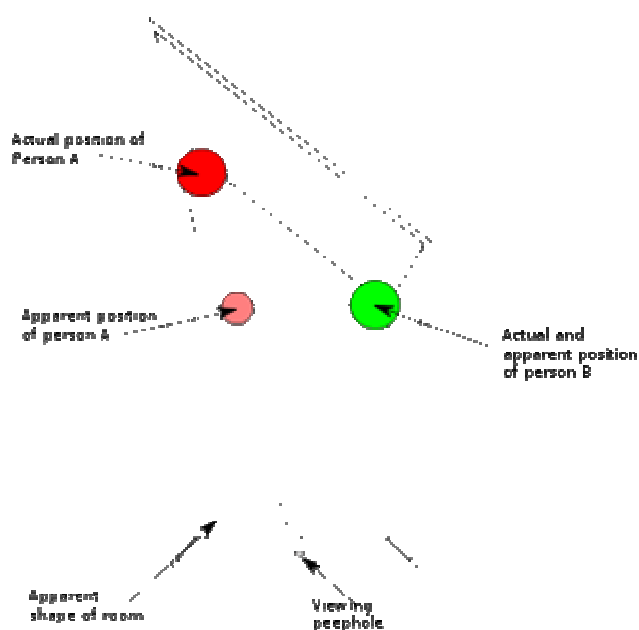 Actual position of
Person A
Apparent position
of person A
Actual and
apparent position
of person B
Apparent
shape of room
Viewing
peephole